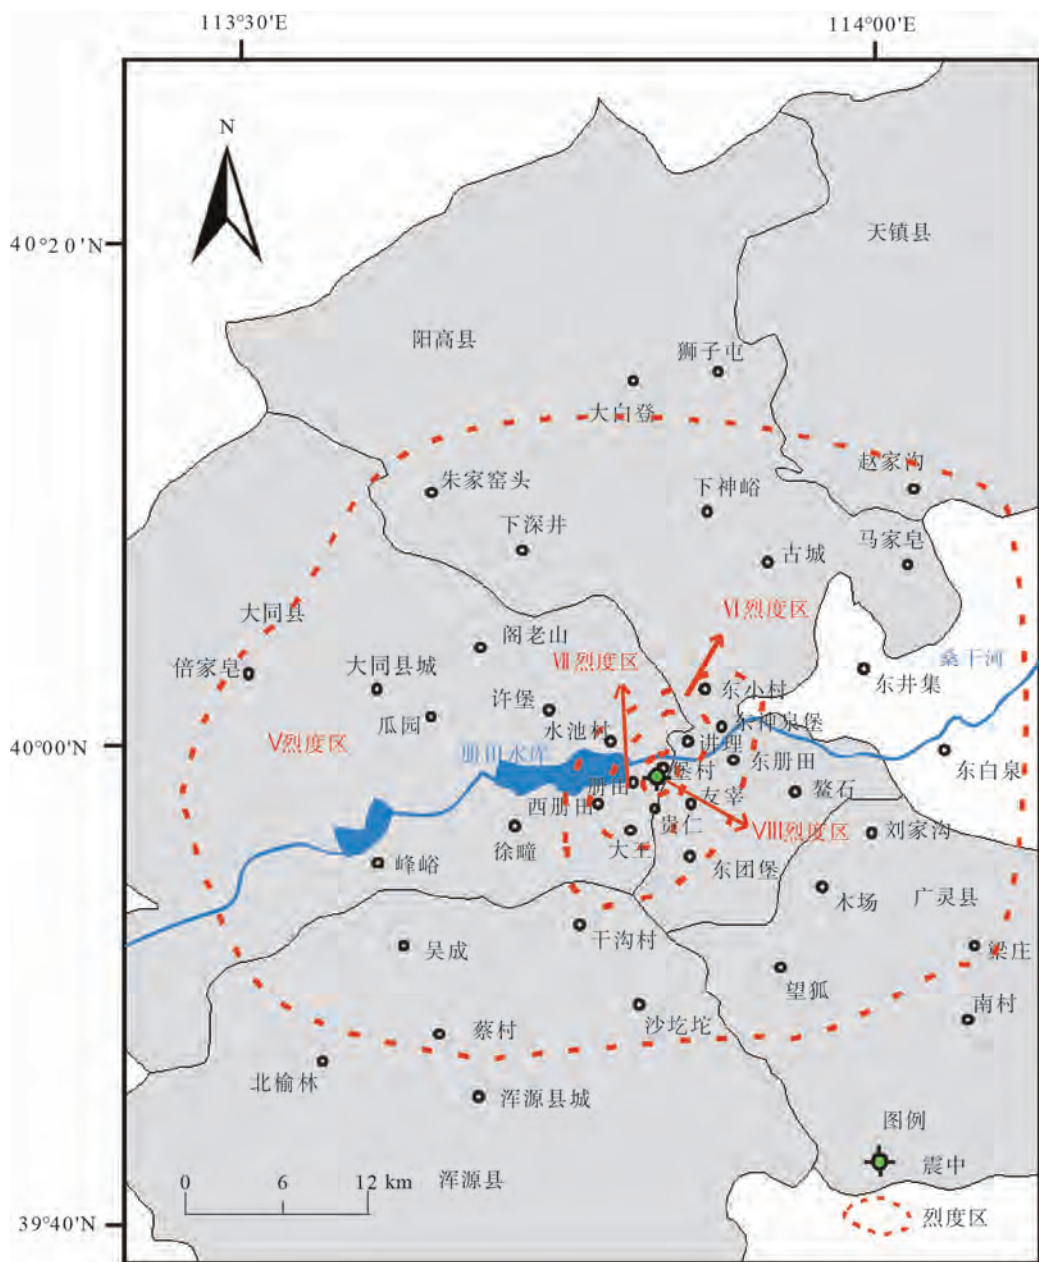 113°30'E
114°00'E
N
40°20'N
天镇县
阳高县
狮子屯
大白登
赵家沟
朱家窑头
下神峪
下深井
马家皂
古城
大同县
Ⅵ烈度区
阁老山
Ⅶ烈度区
桑干河
倍家皂
大同县城
东井集
东小村
许堡
瓜园
水池村
东神泉堡
Ⅴ烈度区
讲理
40°00'N
册田水库
东册田
东白泉
堡村
册田
鳌石
西册田
友宰
贵仁
Ⅷ烈度区
刘家沟
徐疃
大王
峰峪
东团堡
木场
广灵县
干沟村
吴成
梁庄
望狐
南村
沙圪坨
蔡村
北榆林
浑源县城
图例
震中
0 6 12 km
浑源县
39°40'N
烈度区